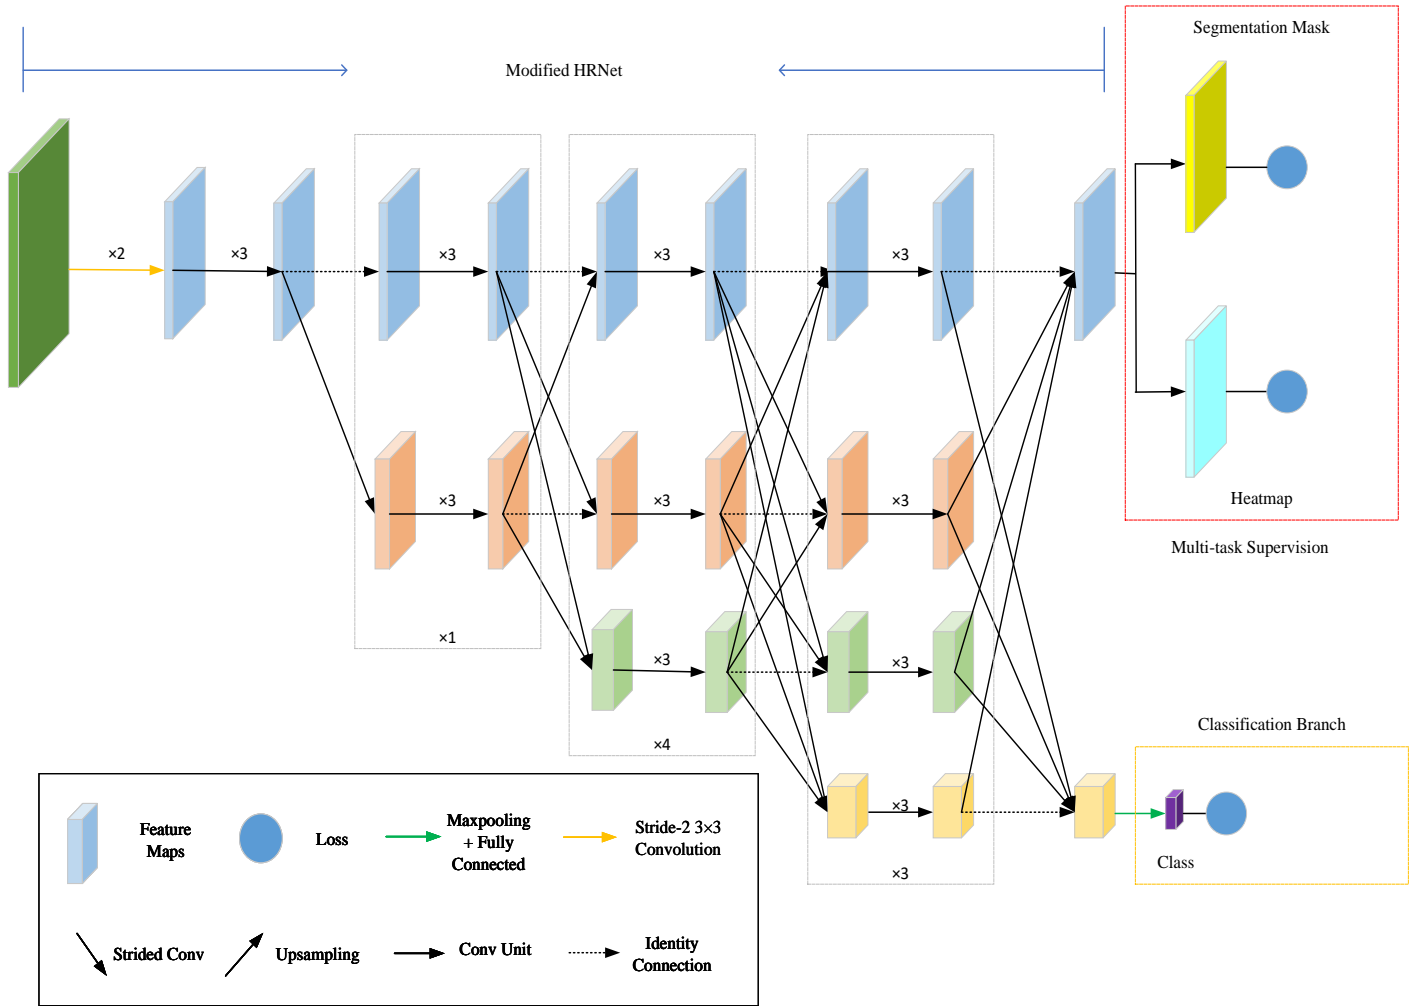 Segmentation Mask
Modified HRNet
×2
×3
×3
×3
×3
×3
×3
×3
Heatmap
Multi-task Supervision
×1
×3
×3
Classification Branch
×4
×3
×3
Class
Feature
Maps
Loss
Maxpooling
+ Fully
Connected
Stride-2 3×3
Convolution
Strided Conv
Upsampling
Conv Unit
Identity
Connection